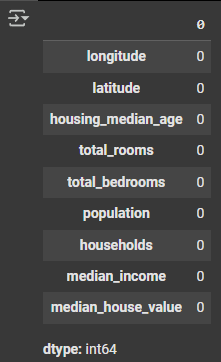 0
longitude 0
latitude 0
housing_median_age 0
total_rooms 0
total_bedrooms 0
population 0
households 0
median_income 0
median_house_value 0
dtype: int64